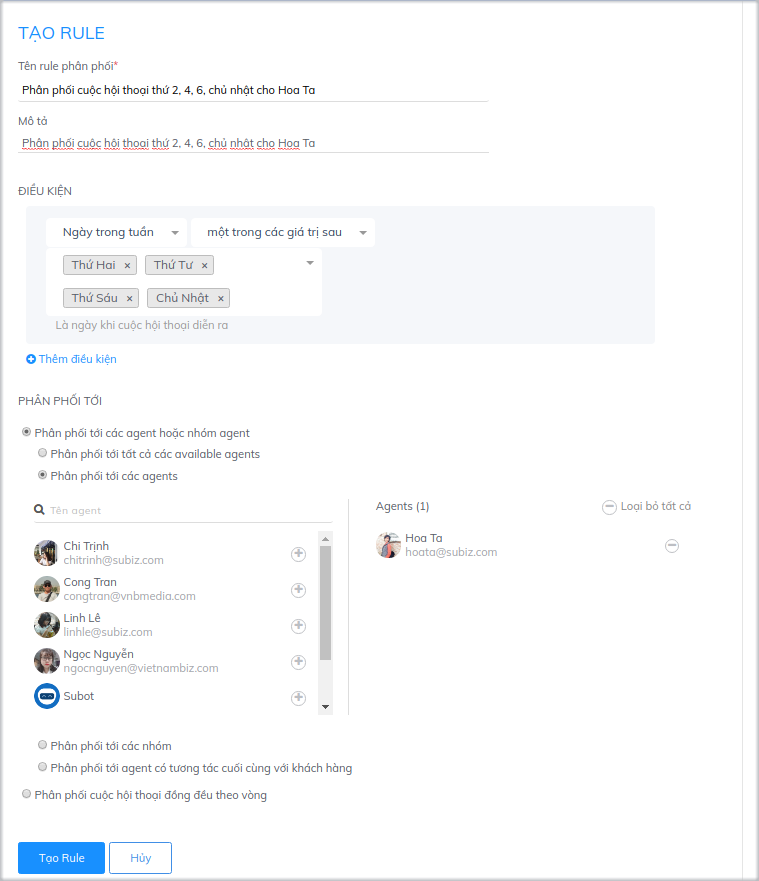 TẠO RULE
Tên rule phân phối*
Phân phối cuộc hội thoại thứ 2, 4, 6, chủ nhật cho Hoa Ta
Mô tả
Phân phối cuộc hội thoại thứ 2, 4, 6, chủ nhật cho Hoa Ta
ĐIỀU KIỆN
Ngày trong tuần một trong các giá trị sau
Thứ Hai × Thứ Tư ×
Thứ Sáu × Chủ Nhật ×
Là ngày khi cuộc hội thoại diễn ra
Thêm điều kiện
PHÂN PHỐI TỚI
Phân phối tới các agent hoặc nhóm agent
Phân phối tới tất cả các available agents
Phân phối tới các agents
Tên agent
Chi Trịnh
chitrinh@subiz.com
Cong Tran
congtran@vnbmedia.com
Linh Lê
linhle@subiz.com
Ngọc Nguyễn
ngocnguyen@vietnambiz.com
Subot
Agents (1) Loại bỏ tất cả
Hoa Ta
hoata@subiz.com
Phân phối tới các nhóm
Phân phối tới agent có tương tác cuối cùng với khách hàng
Phân phối cuộc hội thoại đồng đều theo vòng
Tạo Rule Hủy